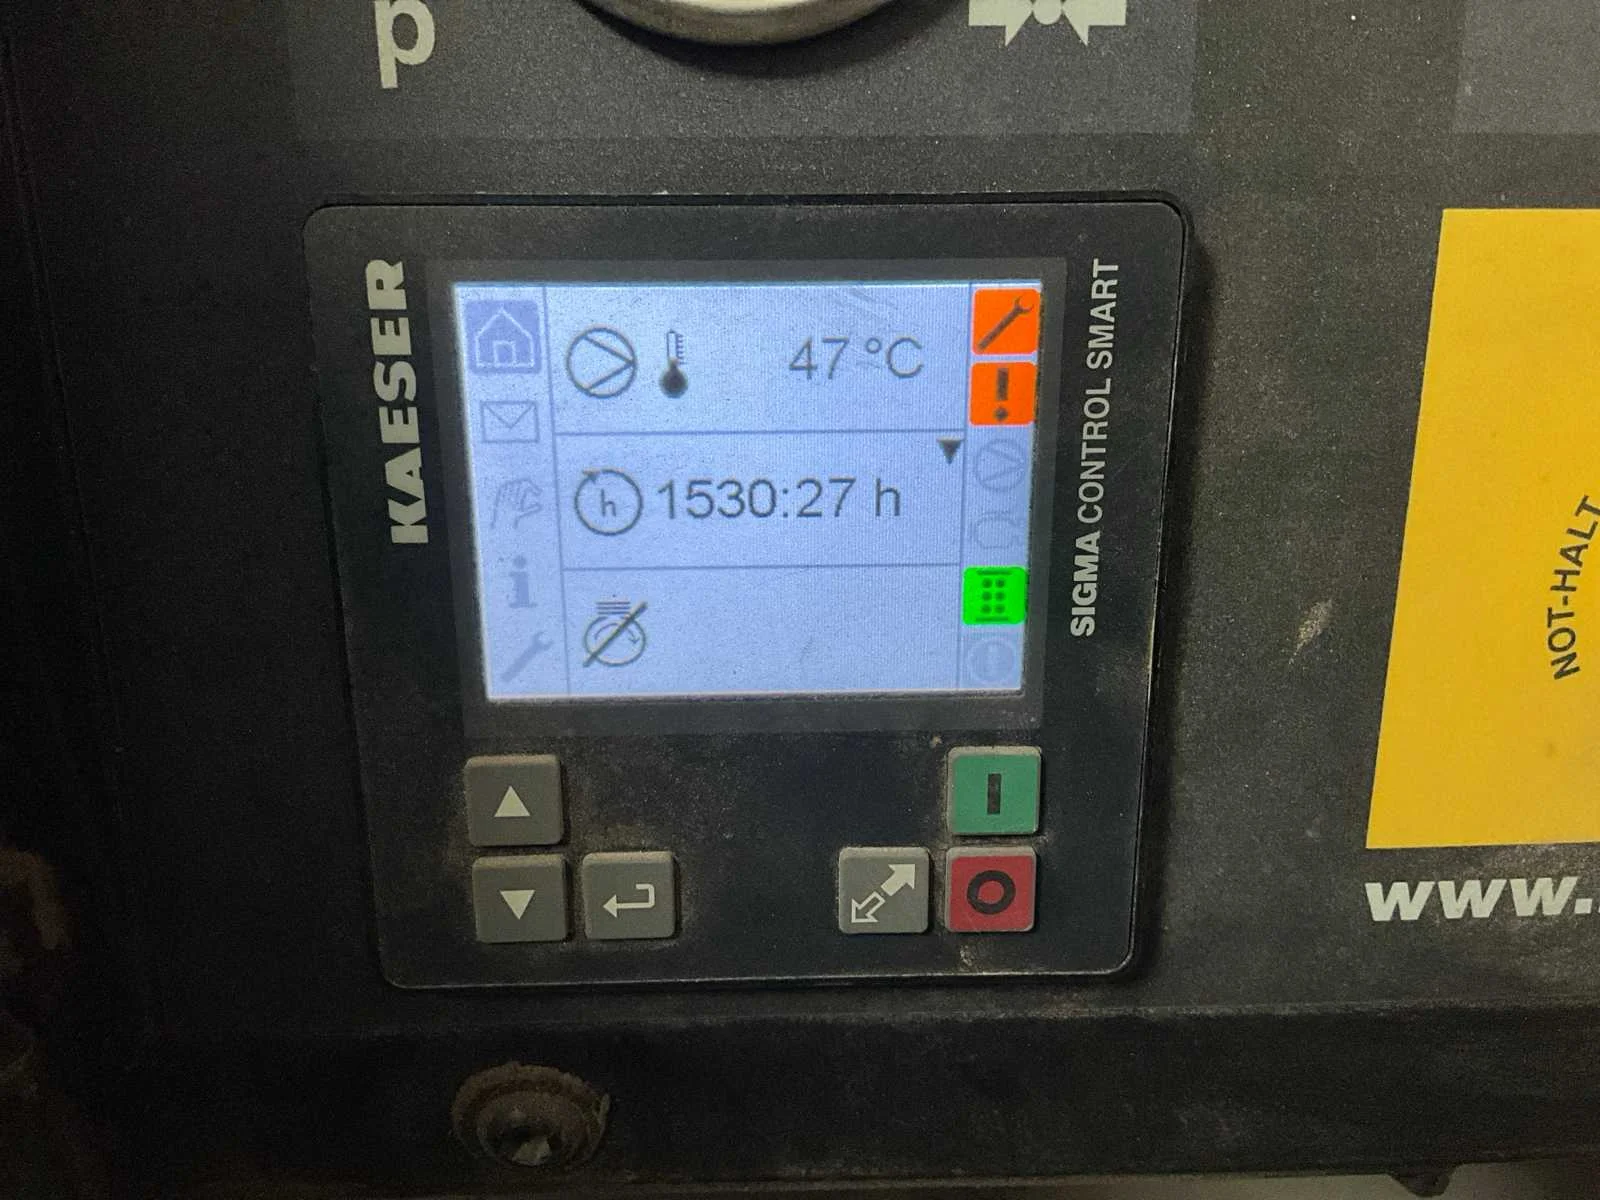 p
KAESER
SIGMA CONTROL SMART
47 °C
h
1530:27 h
i
NOT-HALT
www.